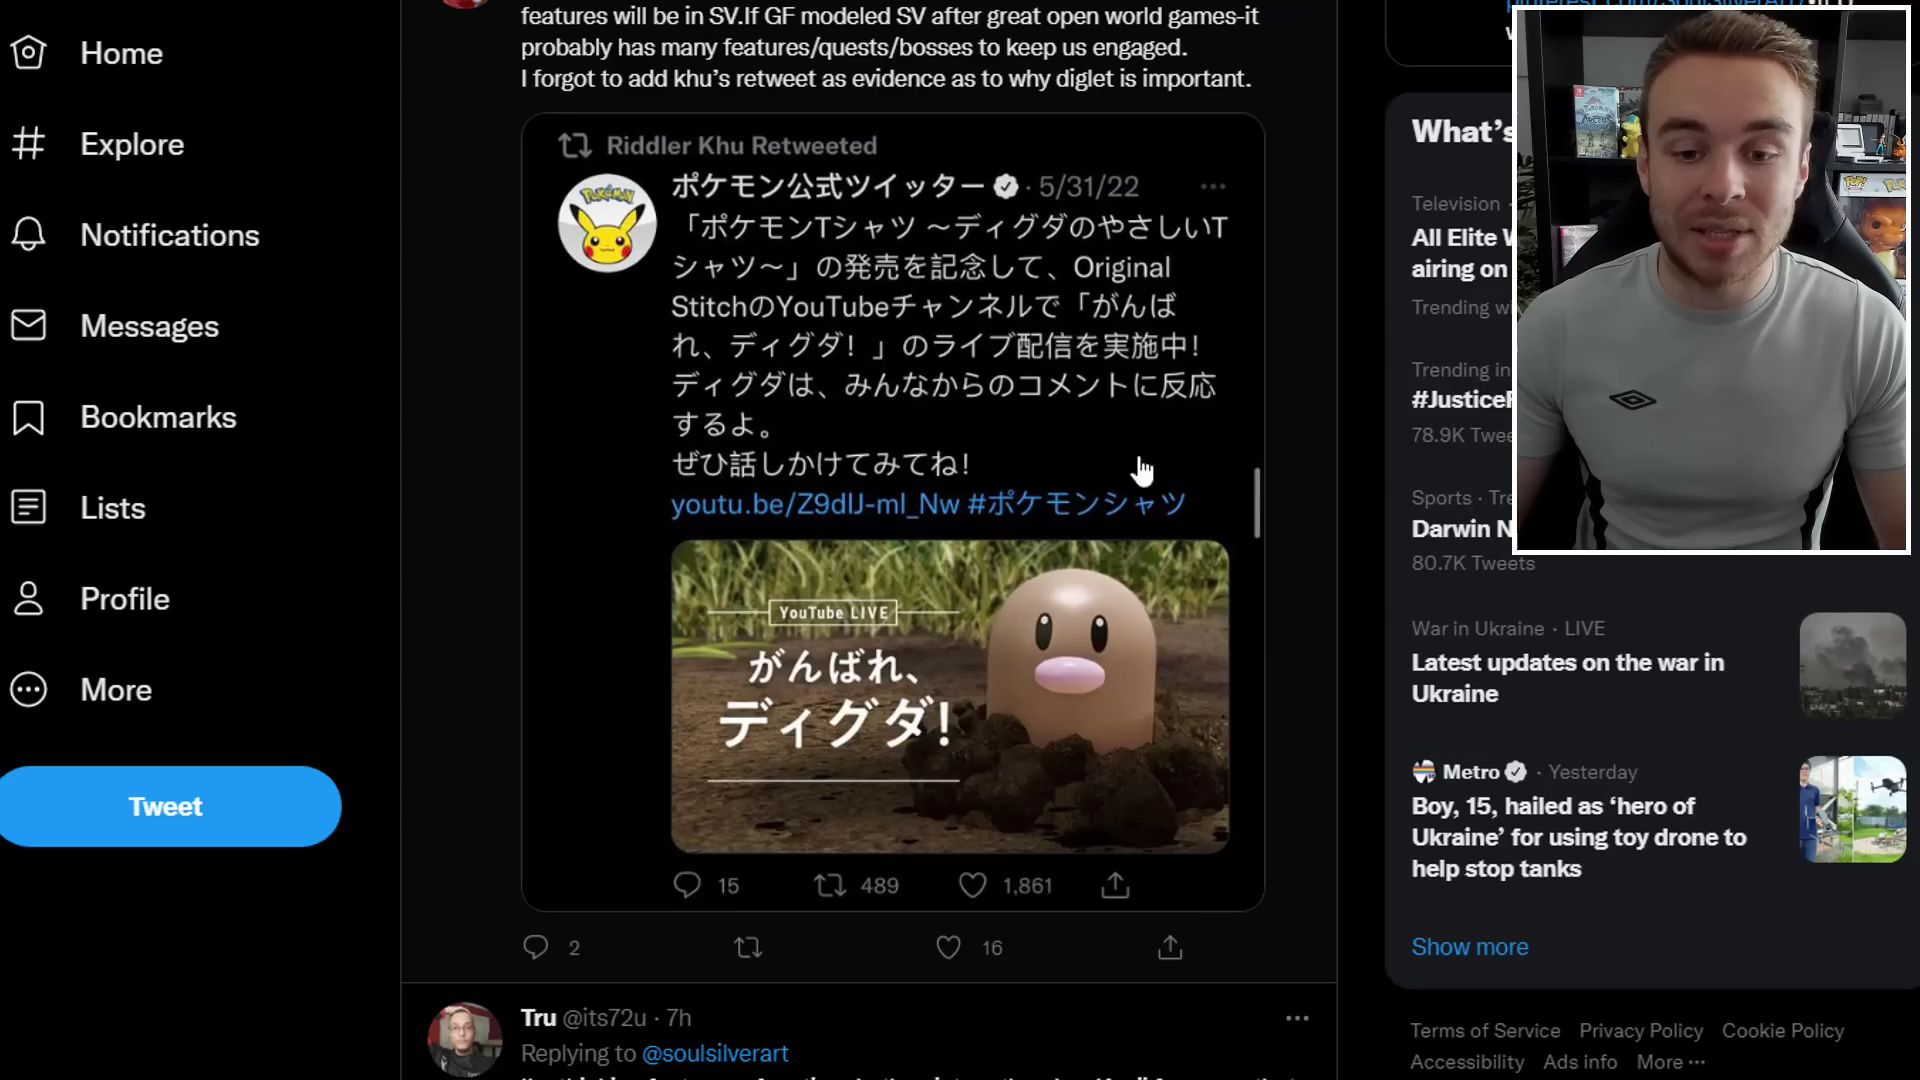 Home
Explore
Notifications
Messages
Bookmarks
Lists
Profile
More
Tweet
features will be in SV.If GF modeled SV after great open world games-it
probably has many features/quests/bosses to keep us engaged.
I forgot to add khu's retweet as evidence as to why diglet is important.
Riddler Khu Retweeted
ポケモン公式ツイッター · 5/31/22
「ポケモンTシャツ ～ディグダのやさしいT
シャツ～」の発売を記念して、Original
StitchのYouTubeチャンネルで「がんば
れ、ディグダ！」のライブ配信を実施中！
ディグダは、みんなからのコメントに反応
するよ。
ぜひ話しかけてみてね！
youtu.be/Z9dIJ-ml_Nw #ポケモンシャツ
YouTube LIVE
がんばれ、
ディグダ！
15 489 1,861
2 16
Tru @its72u · 7h
Replying to @soulsilverart
What's
Television ·
All Elite
airing on
Trending
Trending in
78.9K
Sports ·
Darwin
80.7K Tweets
War in Ukraine · LIVE
Latest updates on the war in
Ukraine
Metro · Yesterday
Boy, 15, hailed as 'hero of
Ukraine' for using toy drone to
help stop tanks
Show more
Terms of Service Privacy Policy Cookie Policy
Accessibility Ads info More